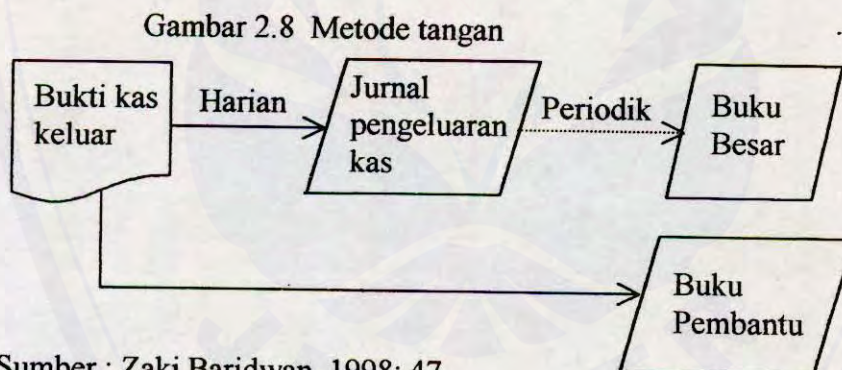 Gambar 2.8 Metode tangan
Bukti kas
keluar
Harian
Jurnal
pengeluaran
kas
Periodik
Buku
Besar
Buku
Pembantu
Sumber : Zaki Baridwan, 1998: 47